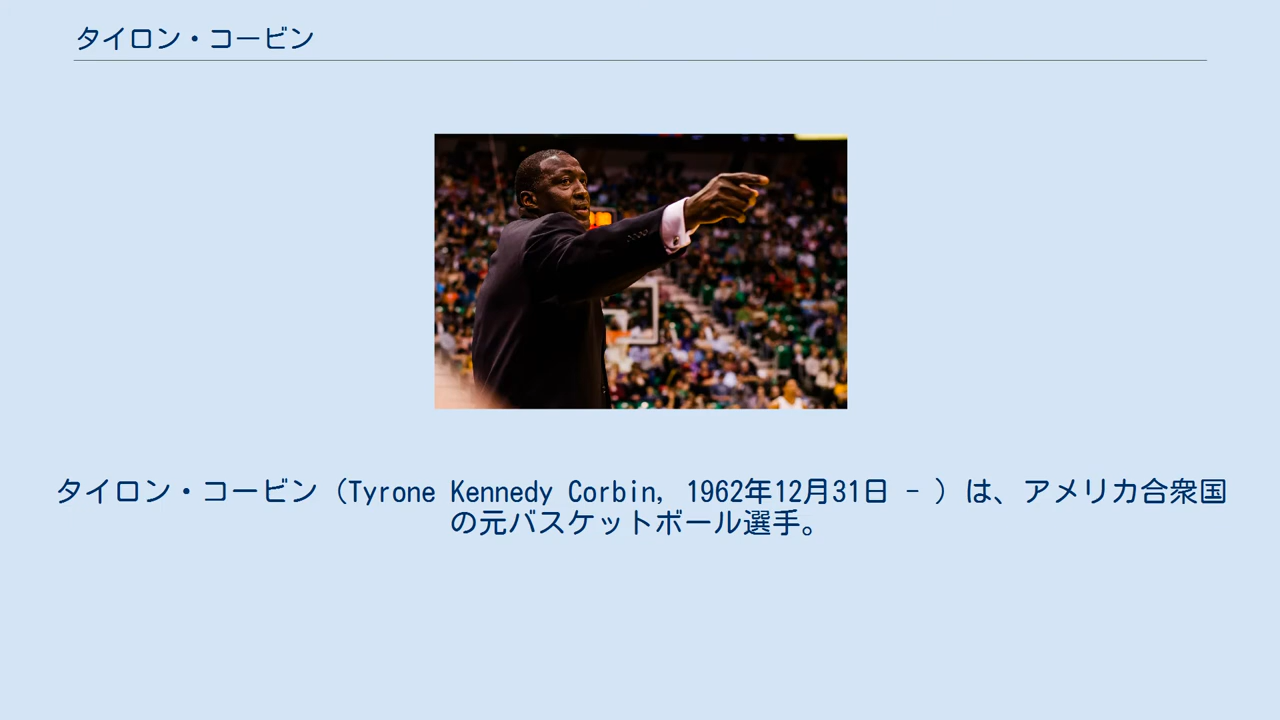 タイロン・コービン
タイロン・コービン（Tyrone Kennedy Corbin, 1962年12月31日 - ）は、アメリカ合衆国
の元バスケットボール選手。